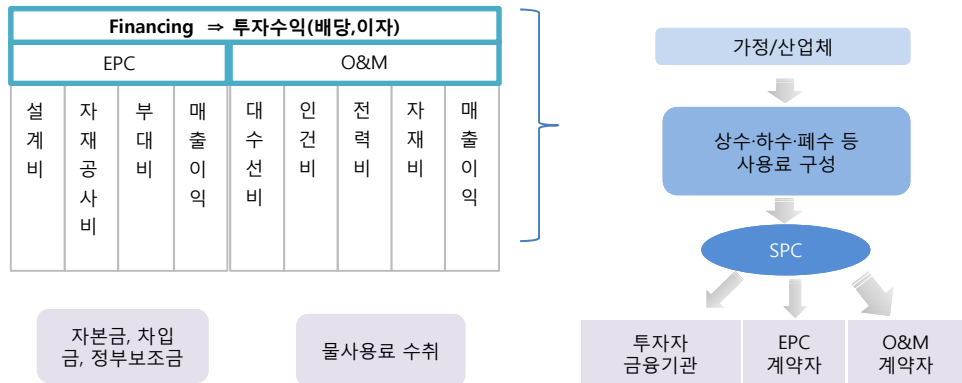 Financing ⇒ 투자수익(배당,이자)
EPC
O&M
설계비
자재공사비
부대비
매출이익
대수선비
인건비
전력비
자재비
매출이익
자본금, 차입
금, 정부보조금
물사용료 수취
가정/산업체
상수·하수·폐수 등
사용료 구성
SPC
투자자
금융기관
EPC
계약자
O&M
계약자